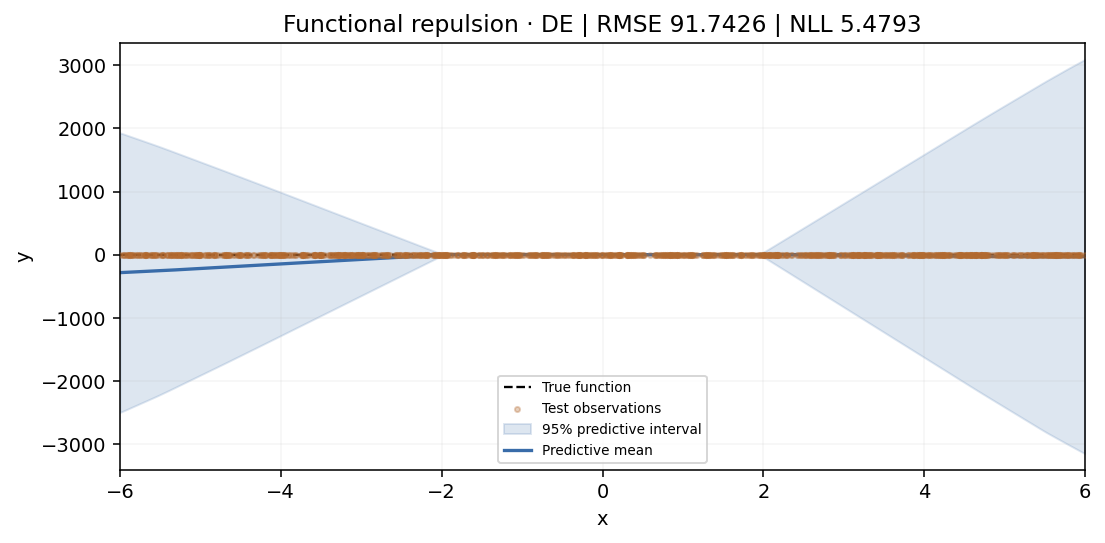 Functional repulsion · DE | RMSE 91.7426 | NLL 5.4793
3000
2000
1000
0
−1000
−2000
−3000
y
True function
Test observations
95% predictive interval
Predictive mean
−6
−4
−2
0
2
4
6
x